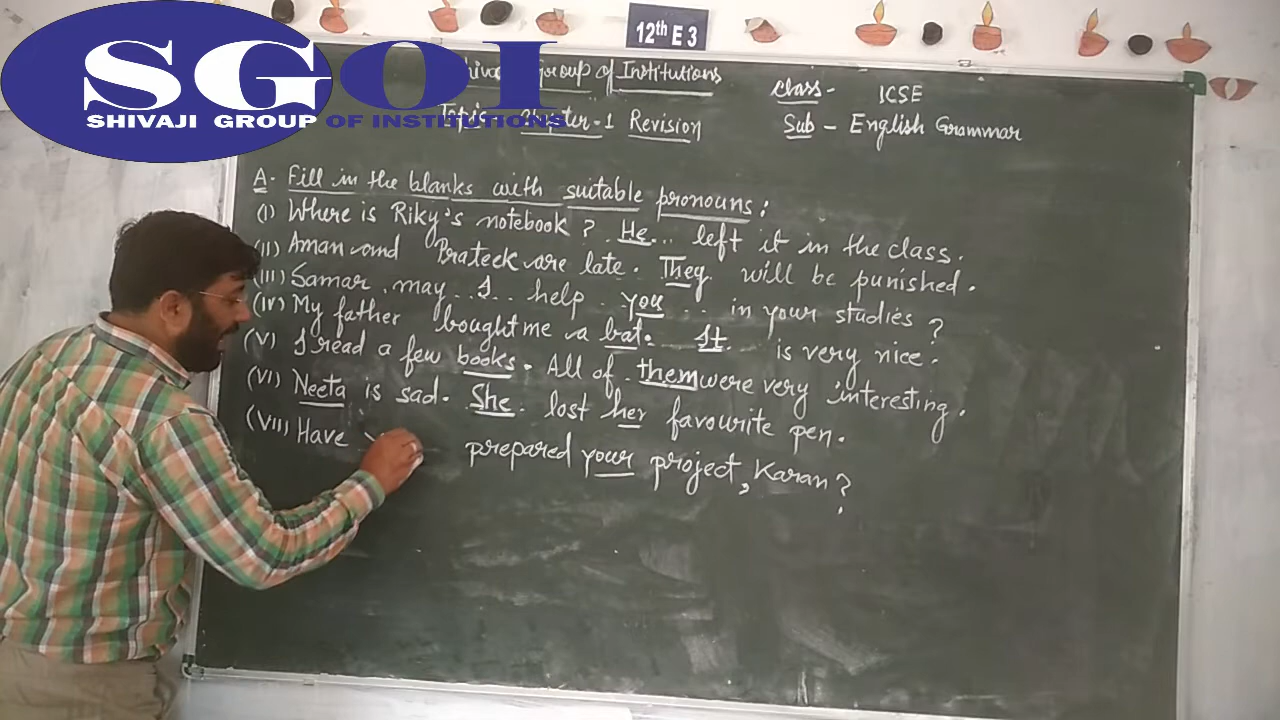 12th E 3
SGOI
SHIVAJI GROUP OF INSTITUTIONS
Group of Institutions
Class- ICSE
Topic Chapter-1 Revision
Sub - English Grammar
A. Fill in the blanks with suitable pronouns:
(I) Where is Riky's notebook? .He... left it in the class.
(II) Aman and Prateek are late. They. will be punished.
(III) Samar, may..I.. help .you... in your studies?
(IV) My father bought me a bat. It. is very nice.
(V) I read a few books. All of .them were very interesting.
(VI) Neeta is sad. She. lost her favourite pen.
(VII) Have prepared your project, Karan?